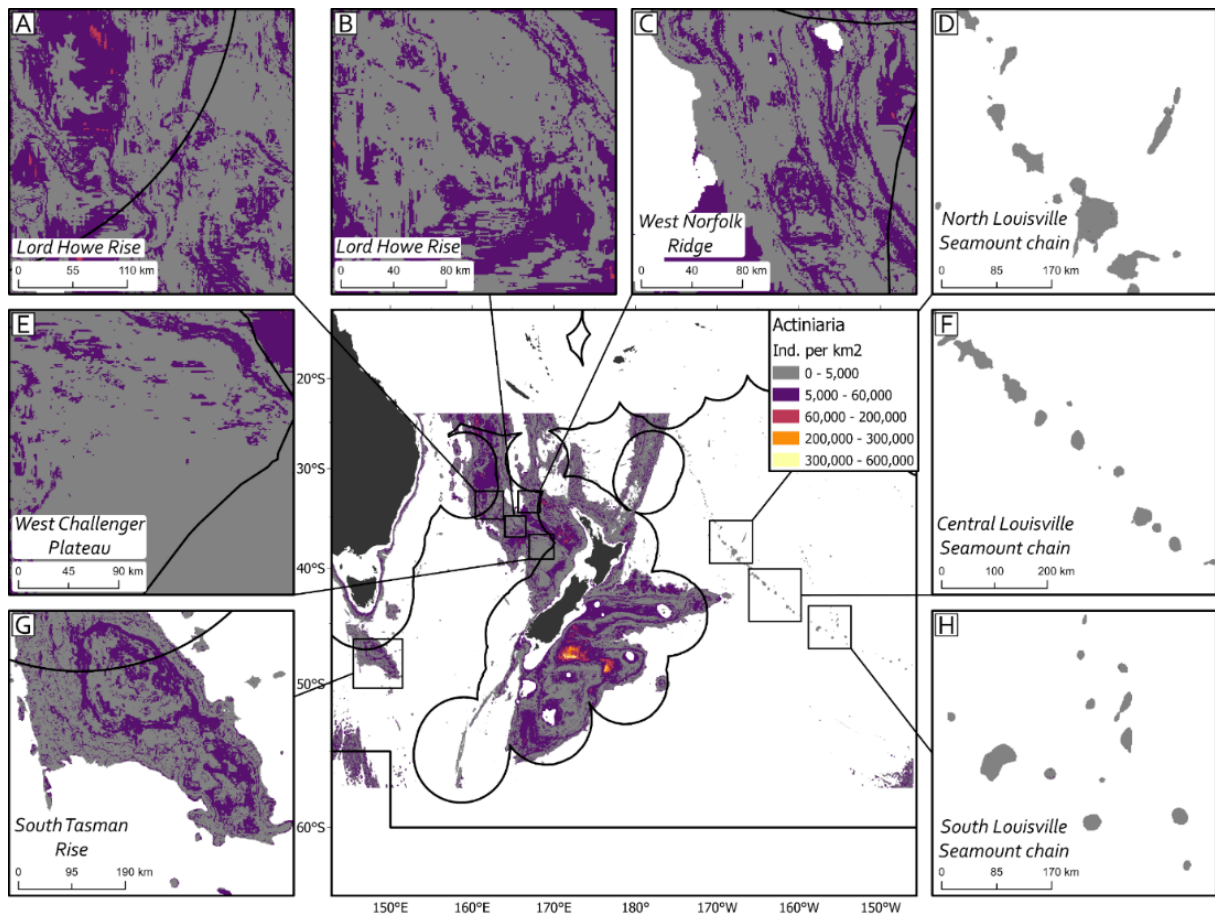 A
Lord Howe Rise
0 55 110 km
B
Lord Howe Rise
0 40 80 km
C
West Norfolk
Ridge
0 40 80 km
D
North Louisville
Seamount chain
0 85 170 km
E
West Challenger
Plateau
0 45 90 km
Actiniaria
Ind. per km2
0 - 5,000
5,000 - 60,000
60,000 - 200,000
200,000 - 300,000
300,000 - 600,000
20°S
30°S
40°S
50°S
60°S
150°E
160°E
170°E
180°
170°W
160°W
150°W
F
Central Louisville
Seamount chain
0 100 200 km
G
South Tasman
Rise
0 95 190 km
H
South Louisville
Seamount chain
0 85 170 km